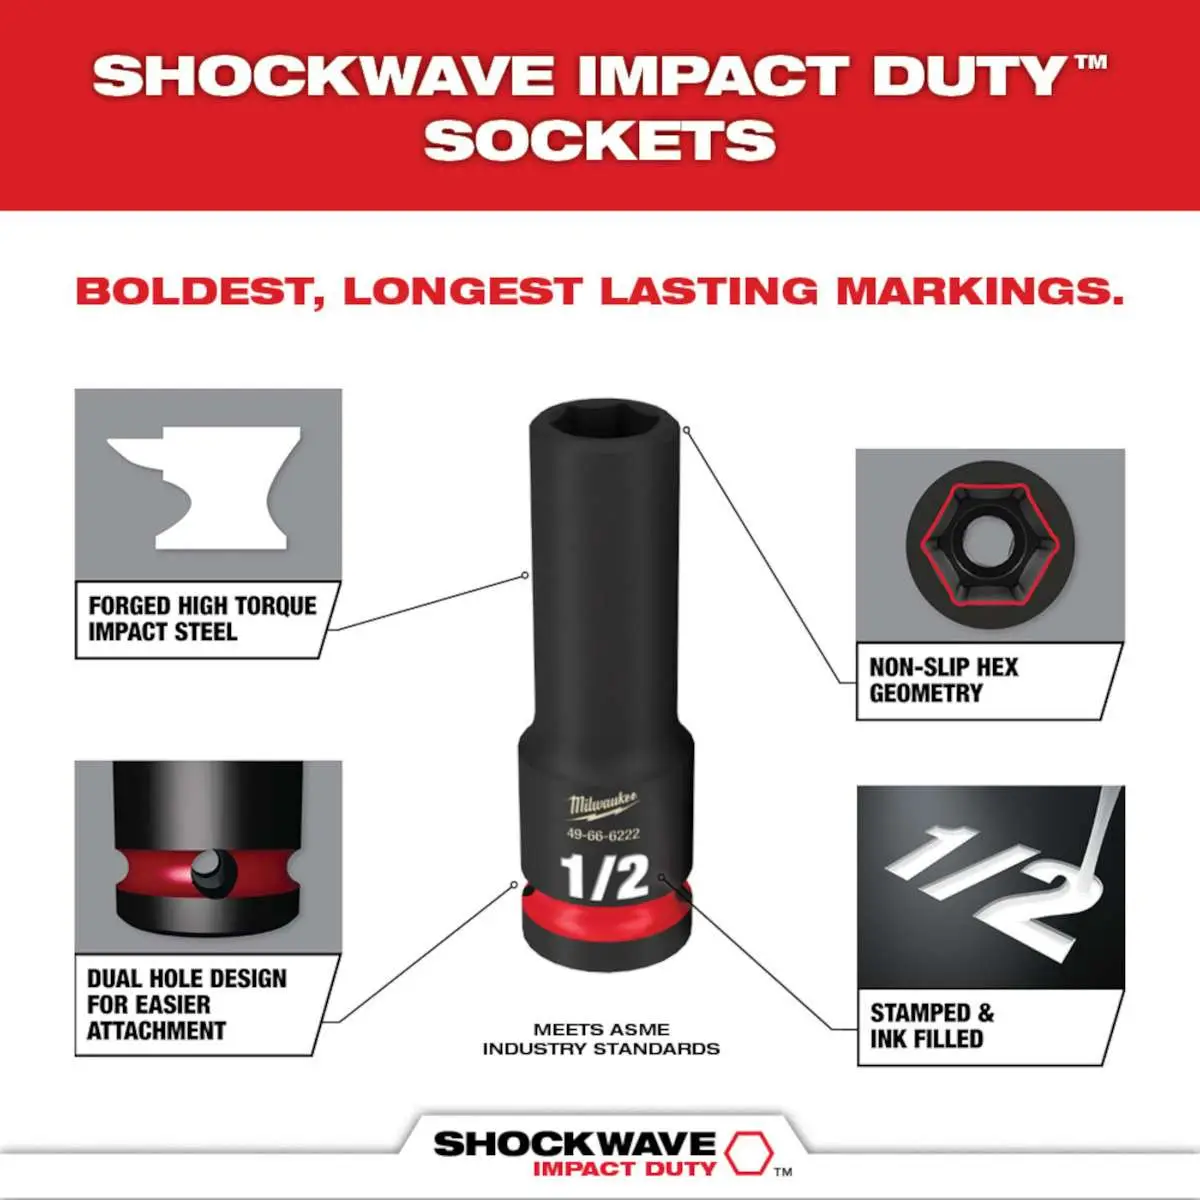 SHOCKWAVE IMPACT DUTY™
SOCKETS
BOLDEST, LONGEST LASTING MARKINGS.
FORGED HIGH TORQUE
IMPACT STEEL
NON-SLIP HEX
GEOMETRY
Milwaukee
49-66-6222
1/2
1/2
DUAL HOLE DESIGN
FOR EASIER
ATTACHMENT
STAMPED &
INK FILLED
MEETS ASME
INDUSTRY STANDARDS
SHOCKWAVE
IMPACT DUTY ™